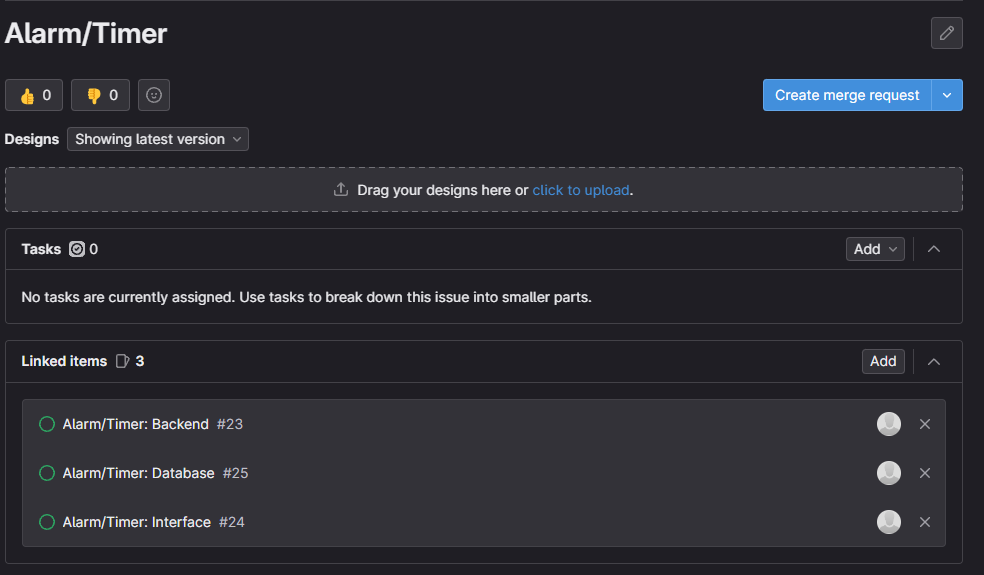 Alarm/Timer
👍 0 👎 0
Create merge request
Designs Showing latest version
Drag your designs here or click to upload.
Tasks 0 Add
No tasks are currently assigned. Use tasks to break down this issue into smaller parts.
Linked items 3 Add
Alarm/Timer: Backend #23
Alarm/Timer: Database #25
Alarm/Timer: Interface #24